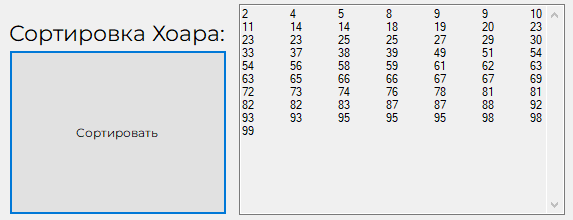 Сортировка Хоара:
Сортировать
2 4 5 8 9 9 10
11 14 14 18 19 20 23
23 23 25 25 27 29 30
33 37 38 39 49 51 54
54 56 58 59 61 62 63
63 65 66 66 67 67 69
72 73 74 76 78 81 81
82 82 83 87 87 88 92
93 93 95 95 95 98 98
99